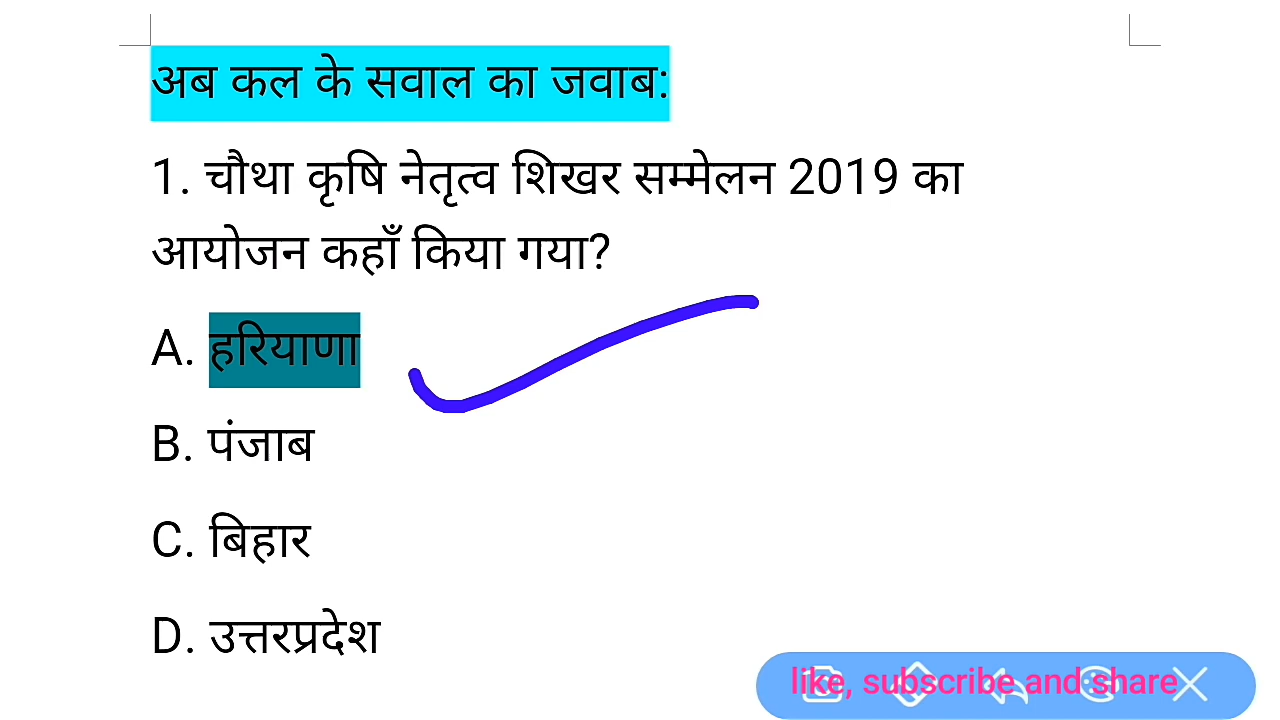 अब कल के सवाल का जवाब:
1. चौथा कृषि नेतृत्व शिखर सम्मेलन 2019 का
आयोजन कहाँ किया गया?
A. हरियाणा
B. पंजाब
C. बिहार
D. उत्तरप्रदेश
like, subscribe and share